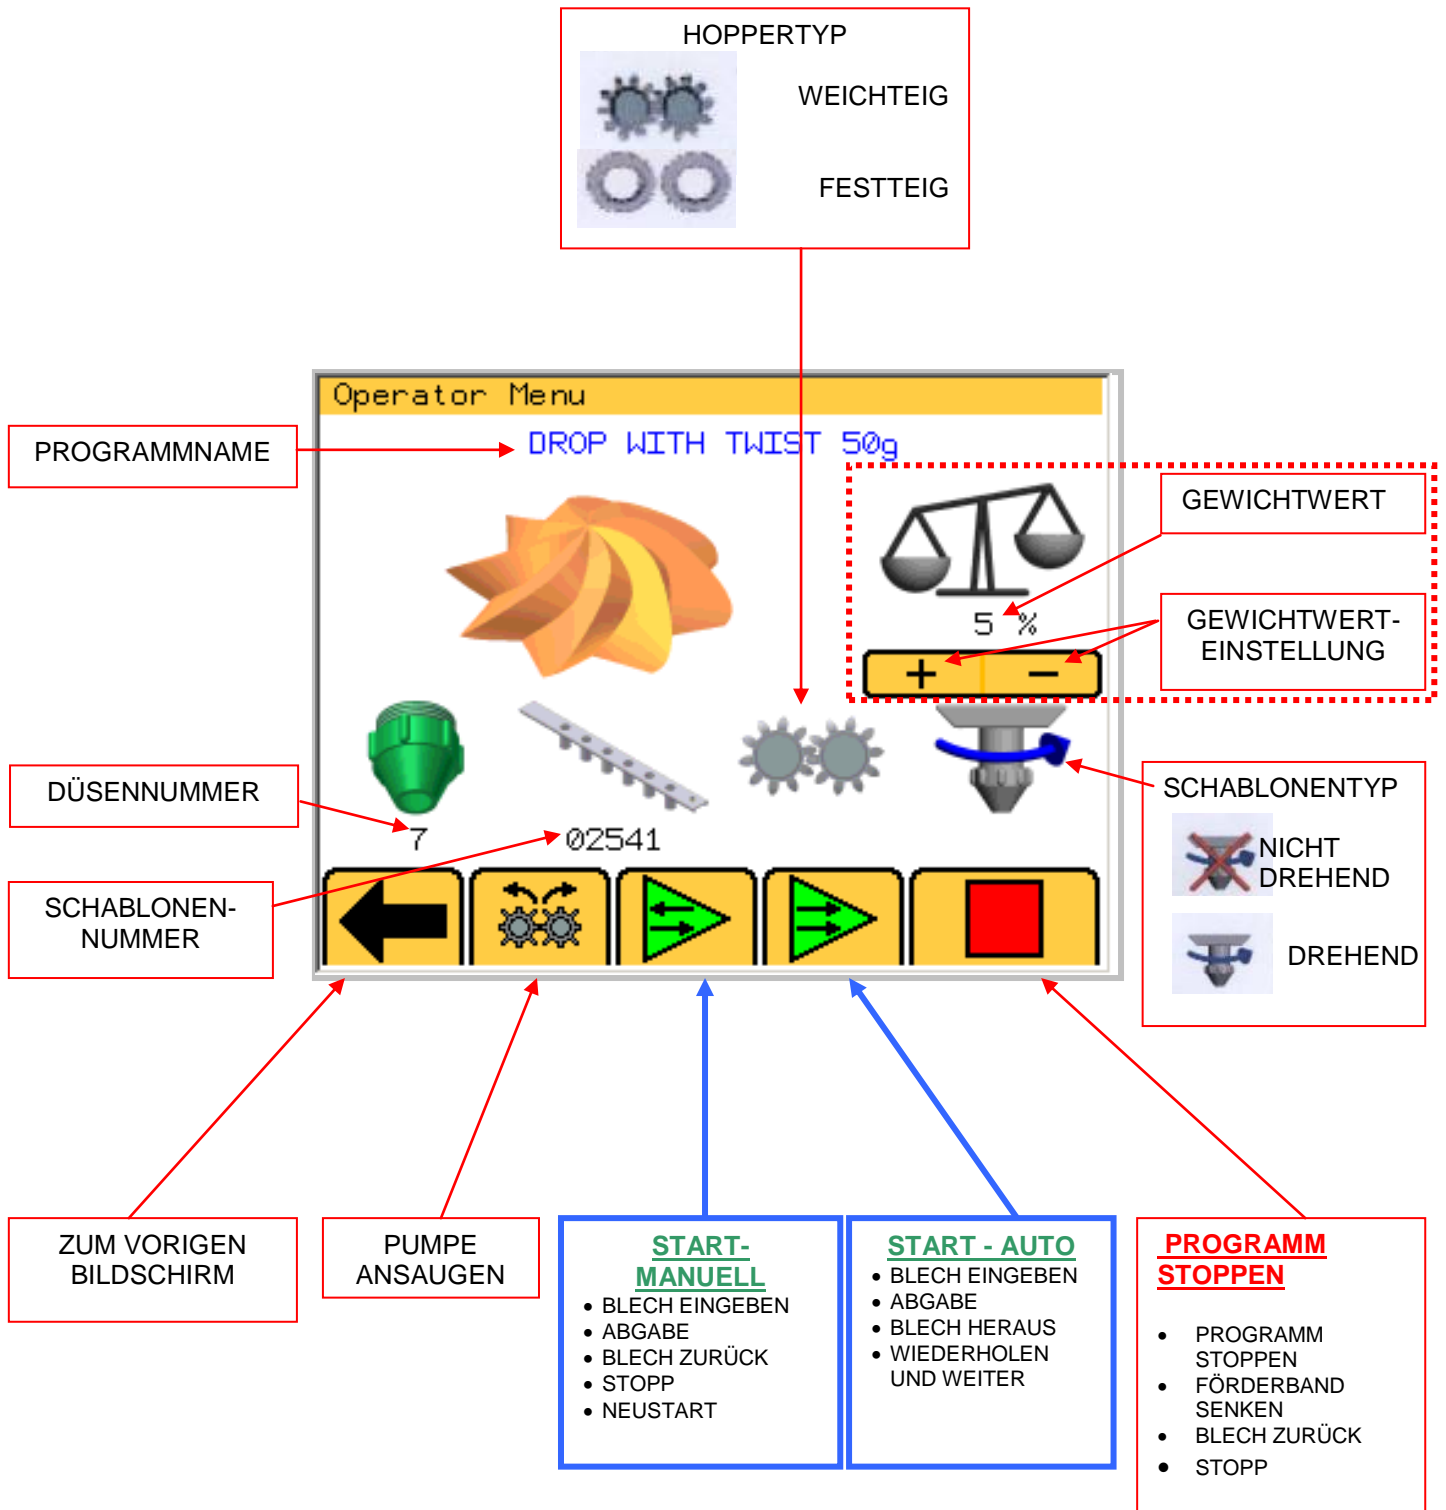 HOPPERTYP
WEICHTEIG
FESTTEIG
Operator Menu
DROP WITH TWIST 50g
PROGRAMMNAME
GEWICHTWERT
5 %
GEWICHTWERT-
EINSTELLUNG
+ −
DÜSENNUMMER
7
02541
SCHABLONEN-
NUMMER
SCHABLONENTYP
NICHT
DREHEND
DREHEND
ZUM VORIGEN
BILDSCHIRM
PUMPE
ANSAUGEN
START-
MANUELL
• BLECH EINGEBEN
• ABGABE
• BLECH ZURÜCK
• STOPP
• NEUSTART
START - AUTO
• BLECH EINGEBEN
• ABGABE
• BLECH HERAUS
• WIEDERHOLEN
UND WEITER
PROGRAMM
STOPPEN
• PROGRAMM
STOPPEN
• FÖRDERBAND
SENKEN
• BLECH ZURÜCK
• STOPP